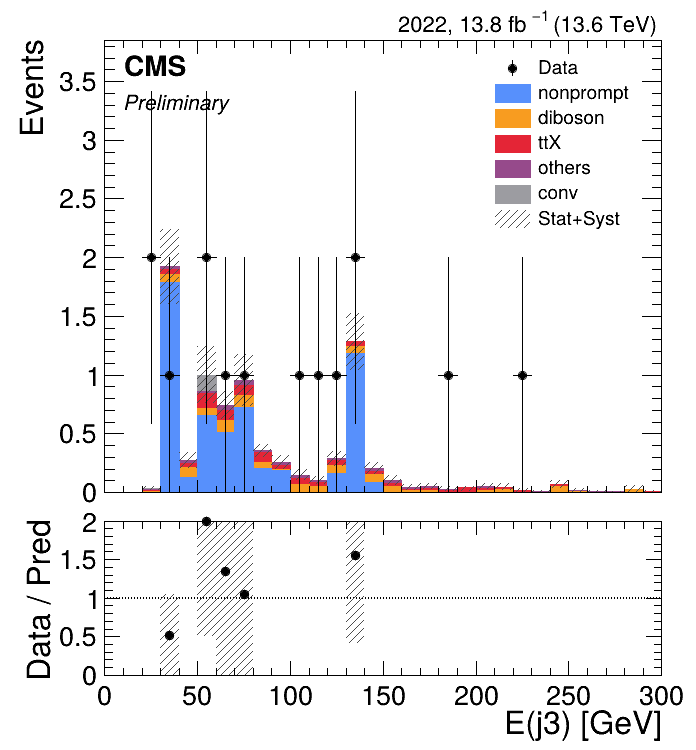 2022, 13.8 fb⁻¹ (13.6 TeV)
CMS
Preliminary
Data
nonprompt
diboson
ttX
others
conv
Stat+Syst
Events
3.5
3
2.5
2
1.5
1
0.5
0
Data / Pred
2
1.5
1
0.5
0
0 50 100 150 200 250 300
E(j3) [GeV]